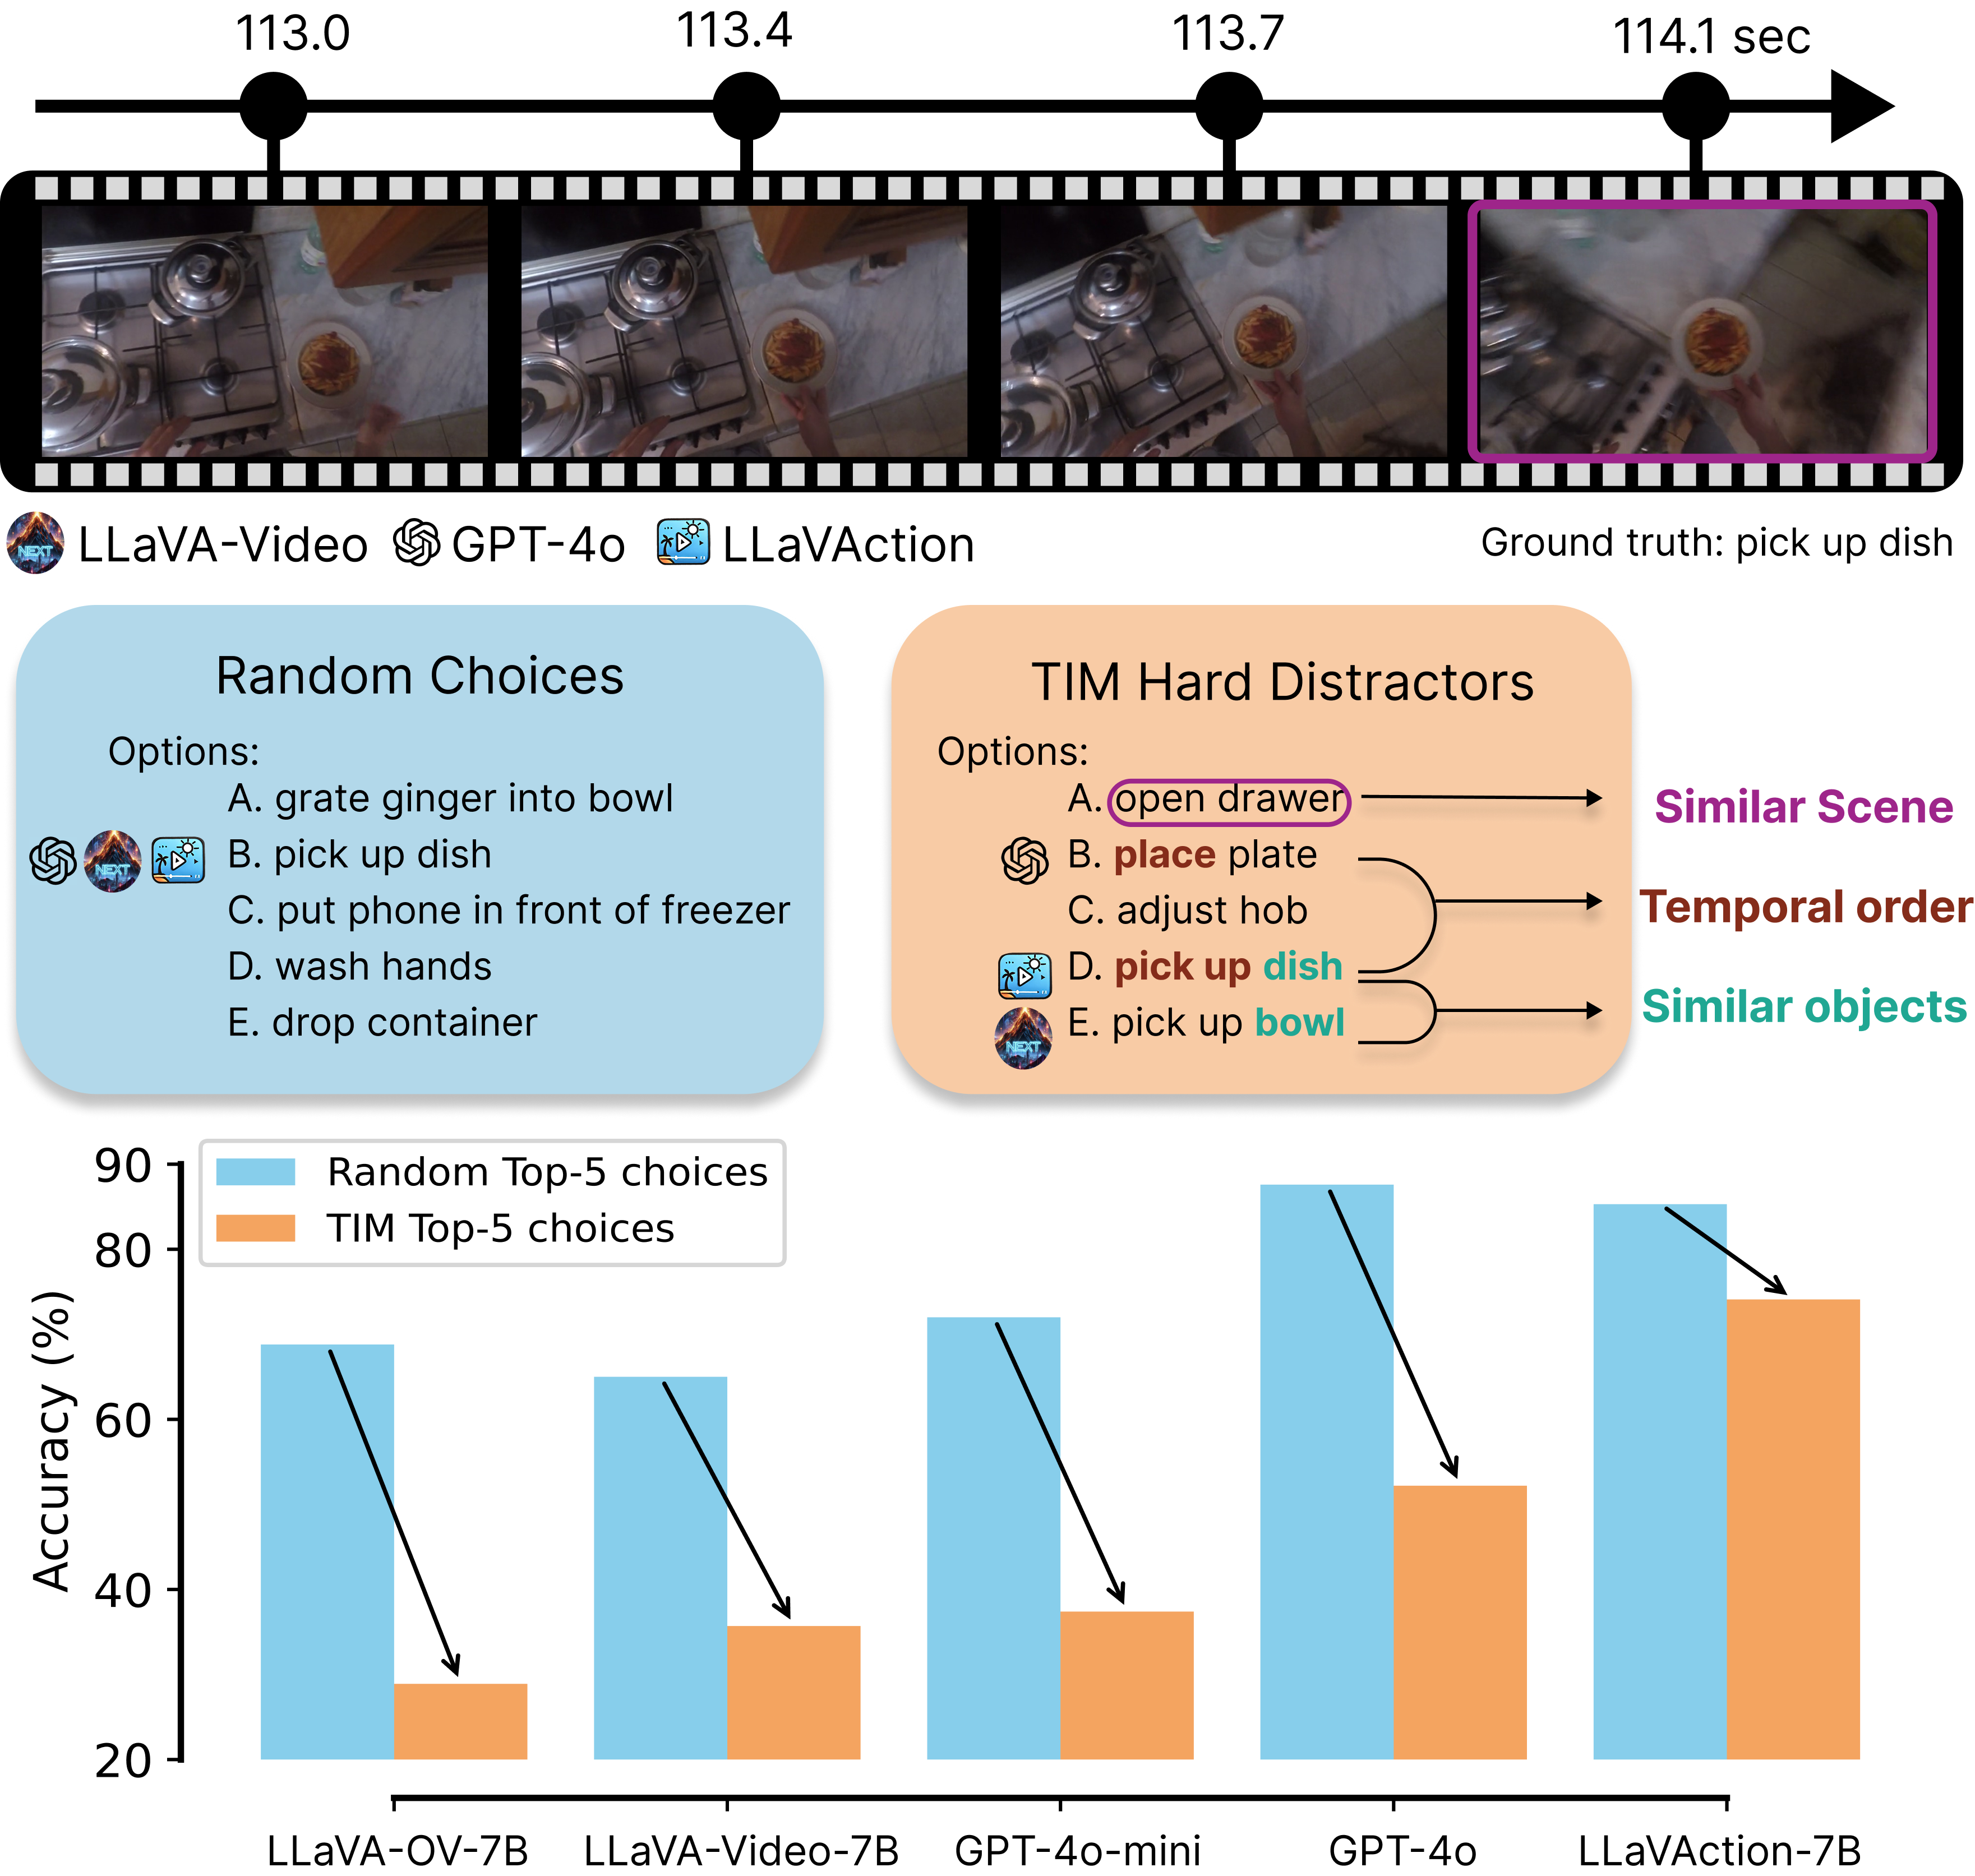 113.0 113.4 113.7 114.1 sec
LLaVA-Video GPT-4o LLaVAction
Ground truth: pick up dish
Random Choices
Options:
A. grate ginger into bowl
NEXT B. pick up dish
C. put phone in front of freezer
D. wash hands
E. drop container
TIM Hard Distractors
Options:
A. open drawer
B. place plate
C. adjust hob
D. pick up dish
NEXT E. pick up bowl
Similar Scene
Temporal order
Similar objects
Random Top-5 choices
TIM Top-5 choices
Accuracy (%)
90
80
60
40
20
LLaVA-OV-7B LLaVA-Video-7B GPT-4o-mini GPT-4o LLaVAction-7B